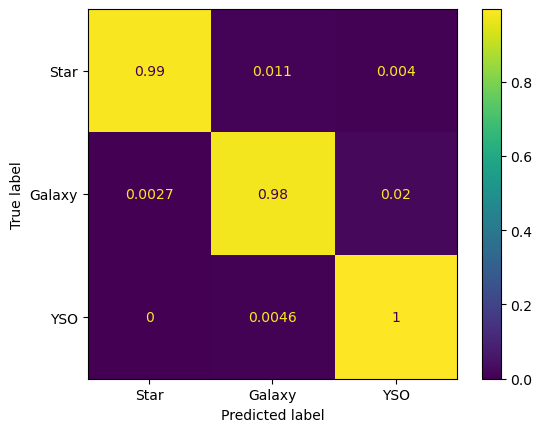 Star 0.99 0.011 0.004
Galaxy 0.0027 0.98 0.02
YSO 0 0.0046 1
Star Galaxy YSO
Predicted label
True label
0.8
0.6
0.4
0.2
0.0